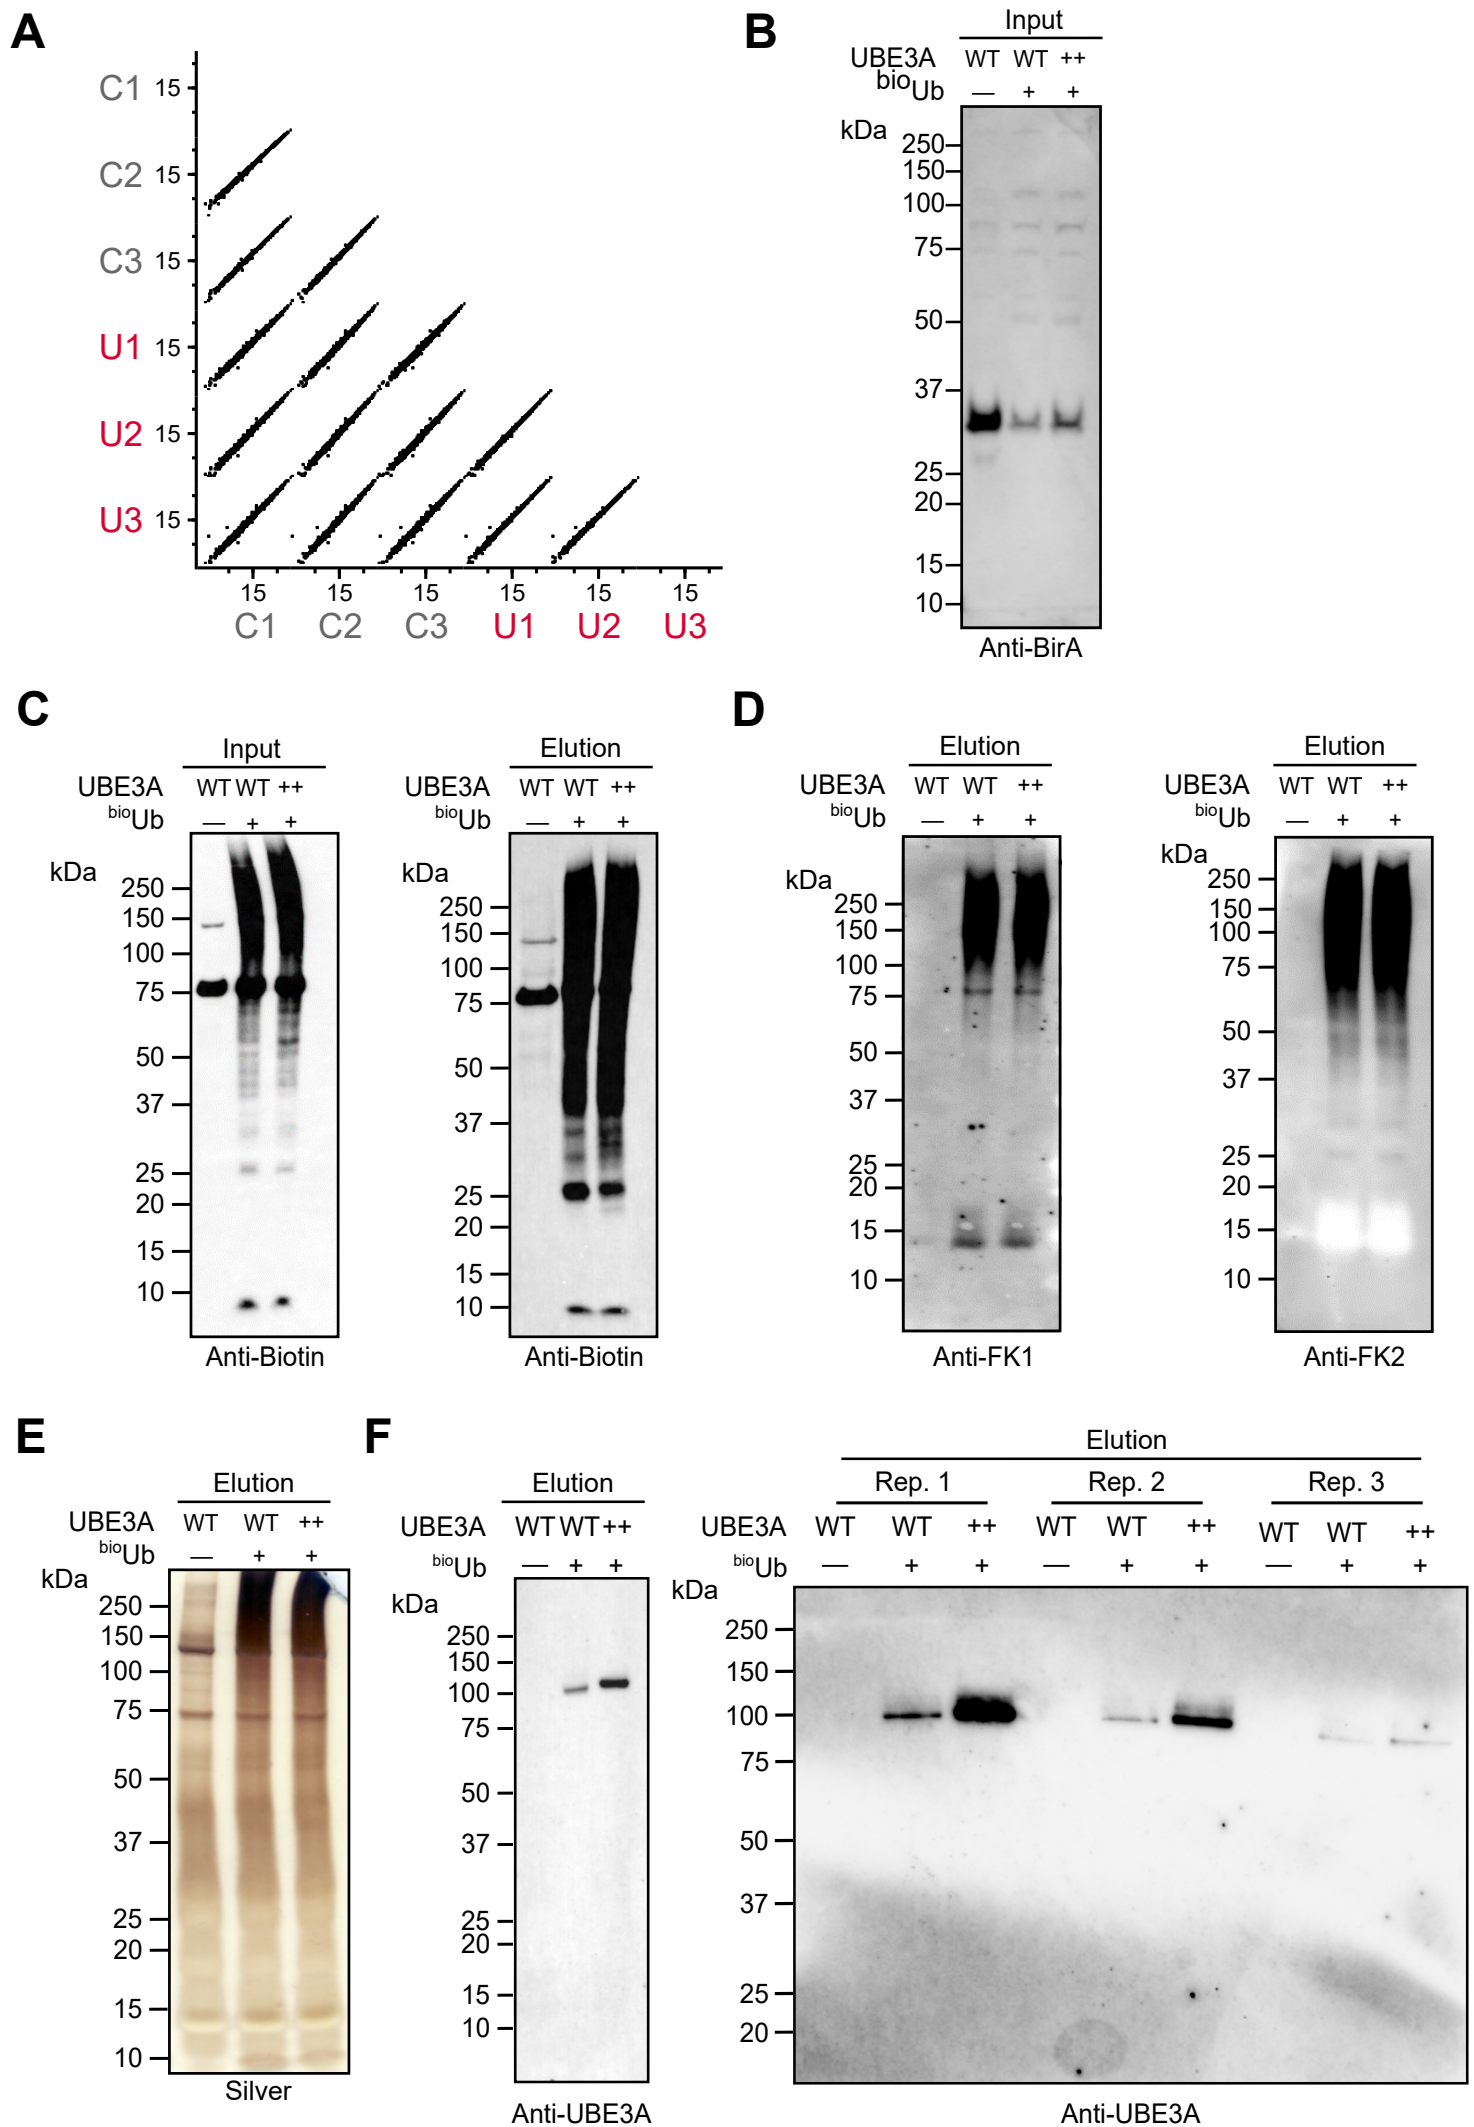 A
C1 15
C2 15
C3 15
U1 15
U2 15
U3 15
15 15 15 15 15 15
C1 C2 C3 U1 U2 U3
B
Input
UBE3A WT WT ++
bioUb — + +
kDa
250
150
100
75
50
37
25
20
15
10
Anti-BirA
C
Input
UBE3A WT WT ++
bioUb — + +
kDa
250
150
100
75
50
37
25
20
15
10
Anti-Biotin
Elution
UBE3A WT WT ++
bioUb — + +
kDa
250
150
100
75
50
37
25
20
15
10
Anti-Biotin
D
Elution
UBE3A WT WT ++
bioUb — + +
kDa
250
150
100
75
50
37
25
20
15
10
Anti-FK1
Elution
UBE3A WT WT ++
bioUb — + +
kDa
250
150
100
75
50
37
25
20
15
10
Anti-FK2
E
Elution
UBE3A WT WT ++
bioUb — + +
kDa
250
150
100
75
50
37
25
20
15
10
Silver
F
Elution
UBE3A WT WT ++
bioUb — + +
kDa
250
150
100
75
50
37
25
20
15
10
Anti-UBE3A
Elution
Rep. 1 Rep. 2 Rep. 3
UBE3A WT WT ++ WT WT ++ WT WT ++
bioUb — + + — + + — + +
kDa
250
150
100
75
50
37
25
20
Anti-UBE3A